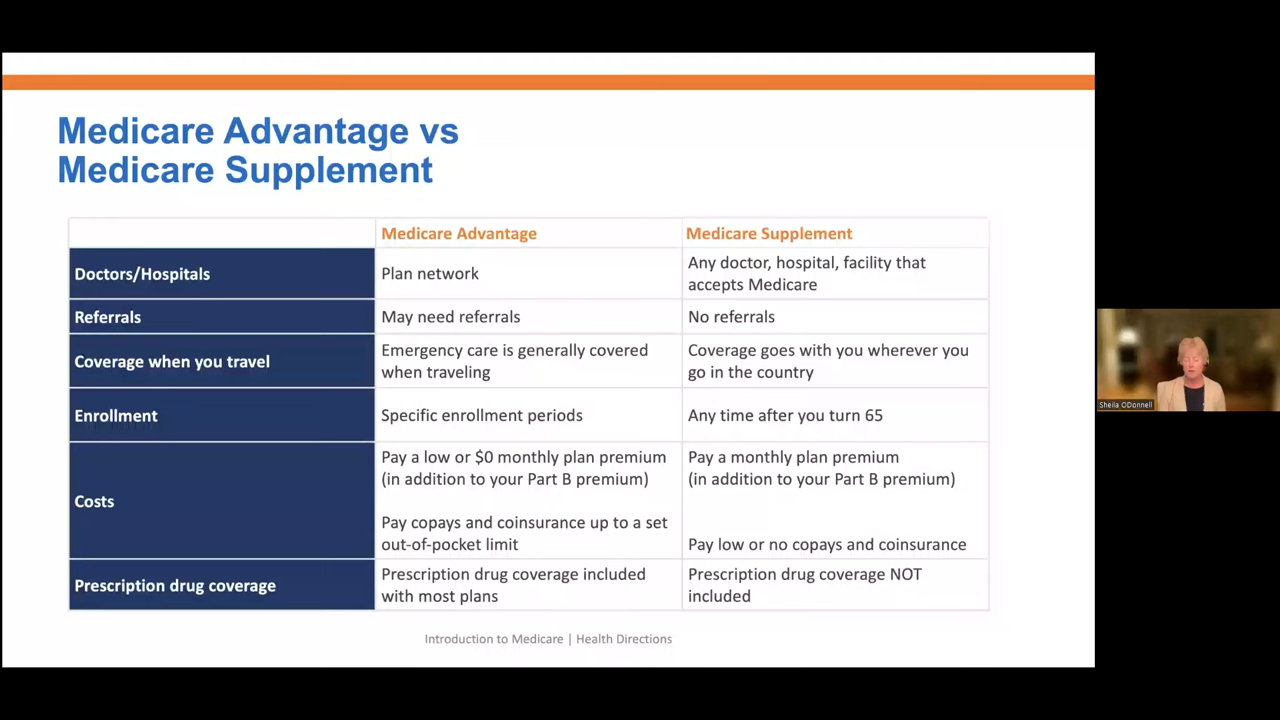 Medicare Advantage vs
Medicare Supplement
Medicare Advantage
Medicare Supplement
Doctors/Hospitals
Plan network
Any doctor, hospital, facility that
accepts Medicare
Referrals
May need referrals
No referrals
Coverage when you travel
Emergency care is generally covered
when traveling
Coverage goes with you wherever you
go in the country
Enrollment
Specific enrollment periods
Any time after you turn 65
Costs
Pay a low or $0 monthly plan premium
(in addition to your Part B premium)
Pay copays and coinsurance up to a set
out-of-pocket limit
Pay a monthly plan premium
(in addition to your Part B premium)
Pay low or no copays and coinsurance
Prescription drug coverage
Prescription drug coverage included
with most plans
Prescription drug coverage NOT
included
Introduction to Medicare | Health Directions
Sheila ODonnell